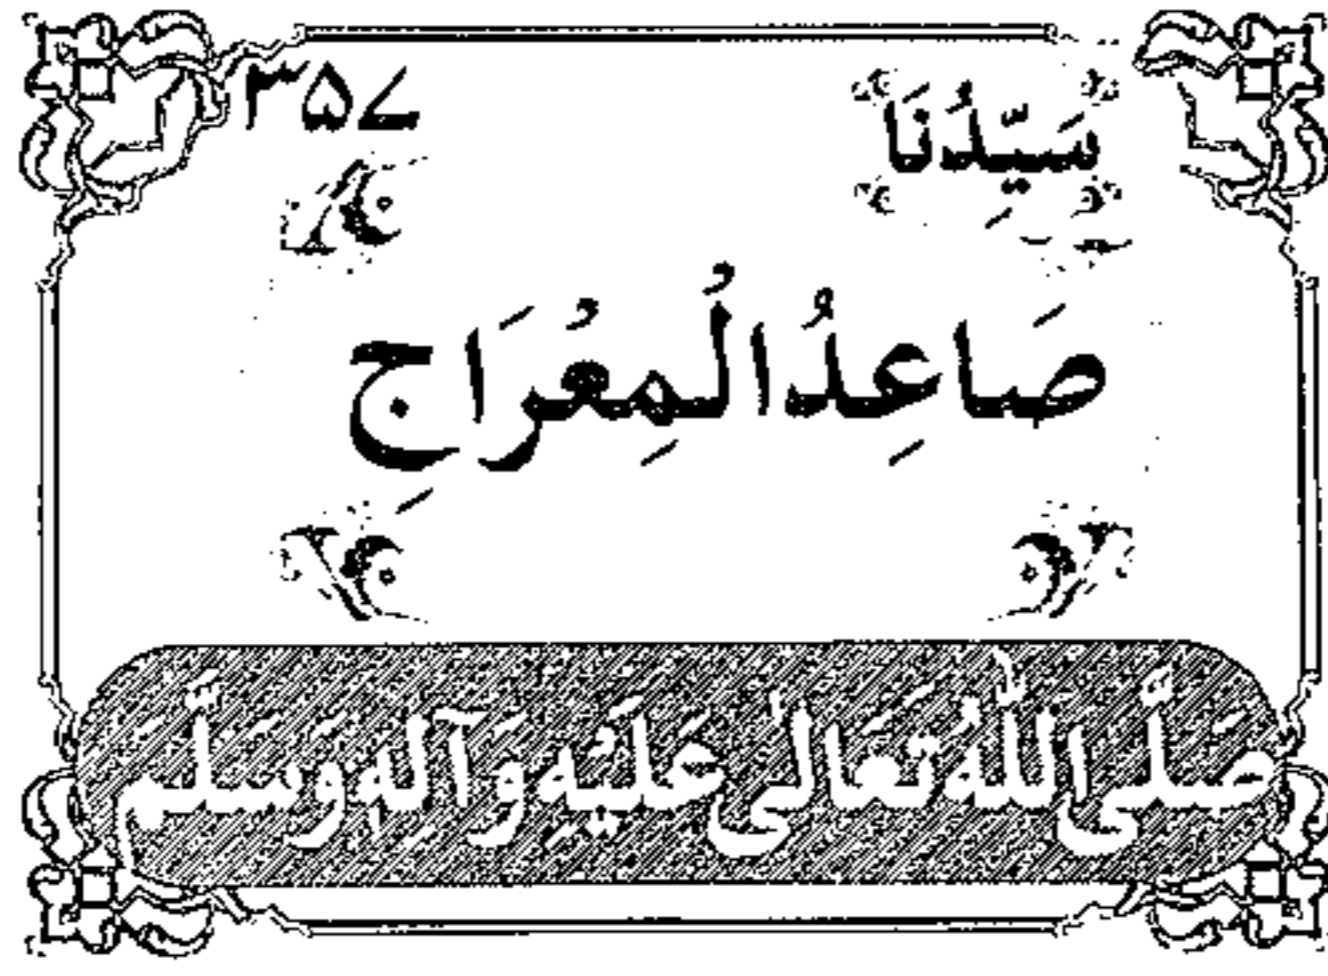 سَيِّدُنَا ۳۵۷
صَاعِدُ الْمِعْرَاجِ
صَلَّى اللّٰهُ تَعَالٰى عَلَيْهِ وَآلِهٖ وَسَلَّم